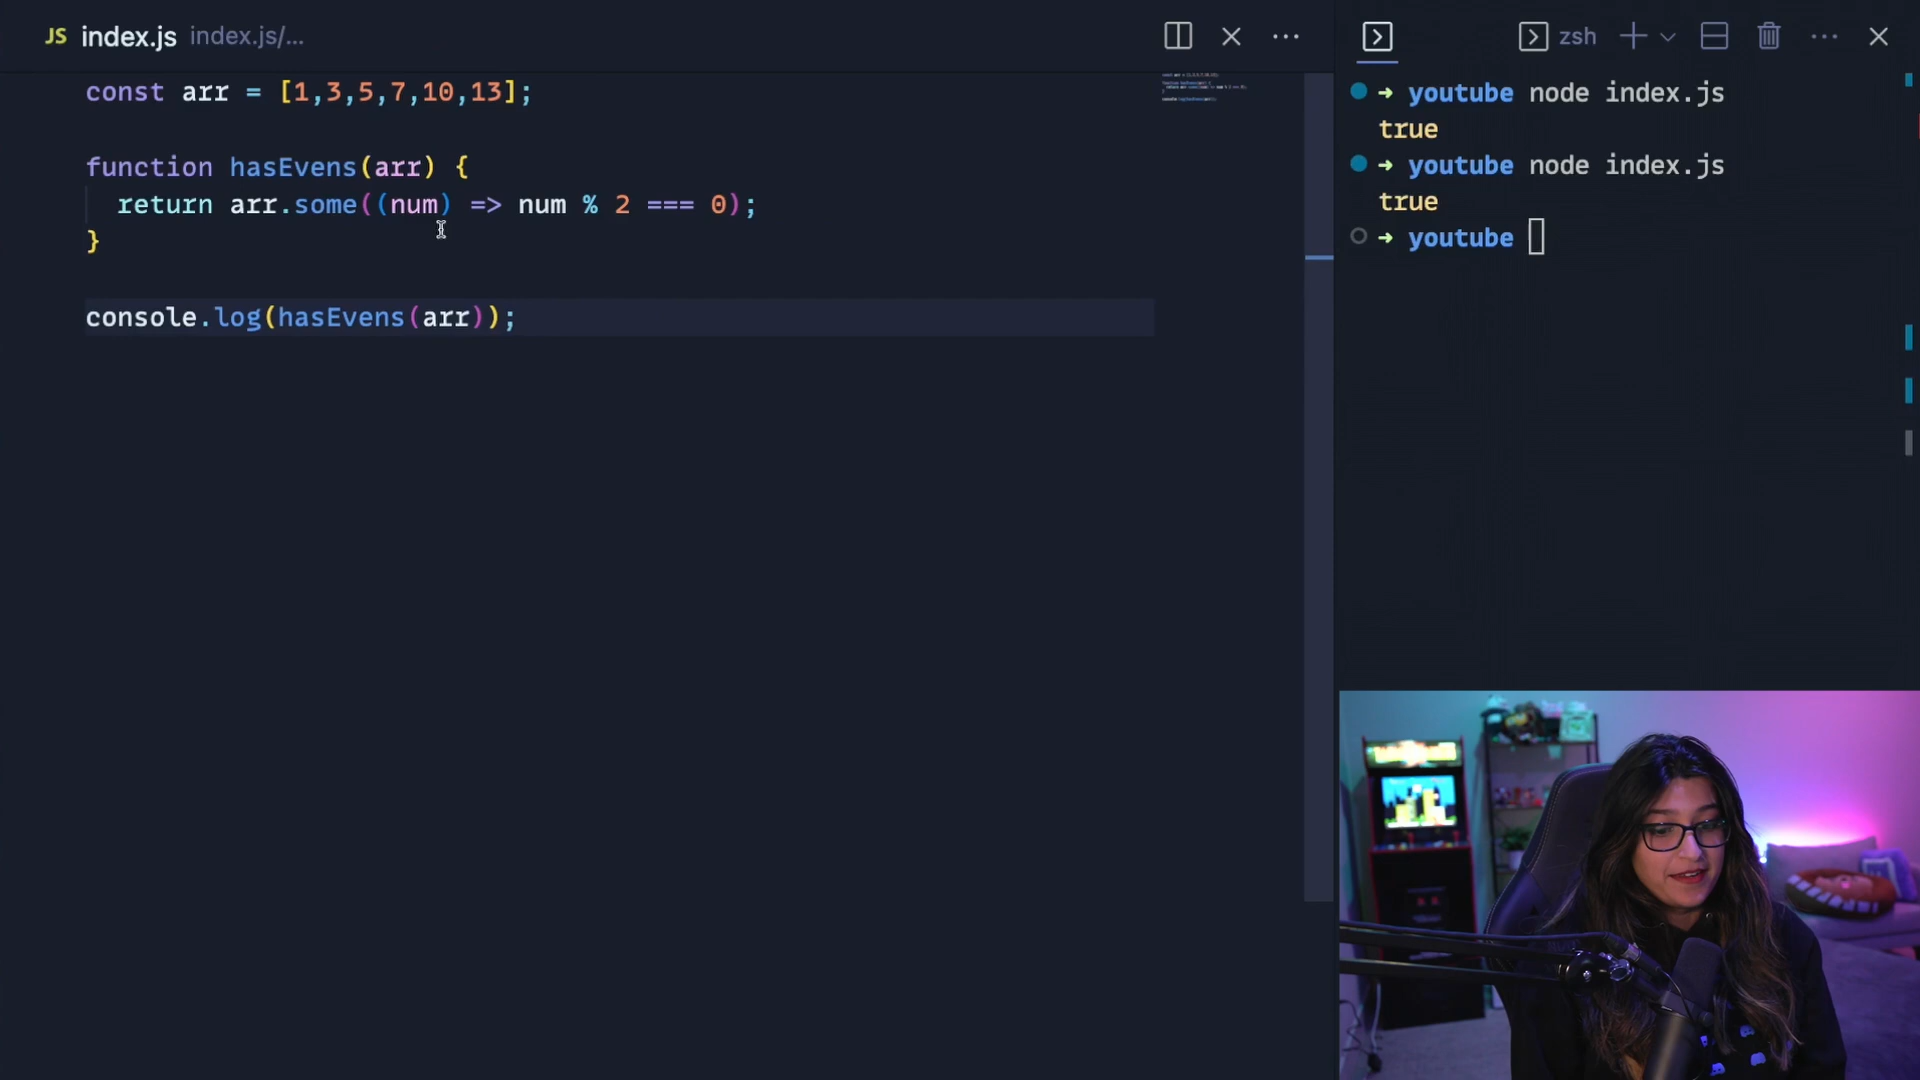 JS index.js index.js/...
const arr = [1,3,5,7,10,13];
function hasEvens(arr) {
return arr.some((num) => num % 2 === 0);
}
console.log(hasEvens(arr));
zsh
➜ youtube node index.js
true
➜ youtube node index.js
true
➜ youtube